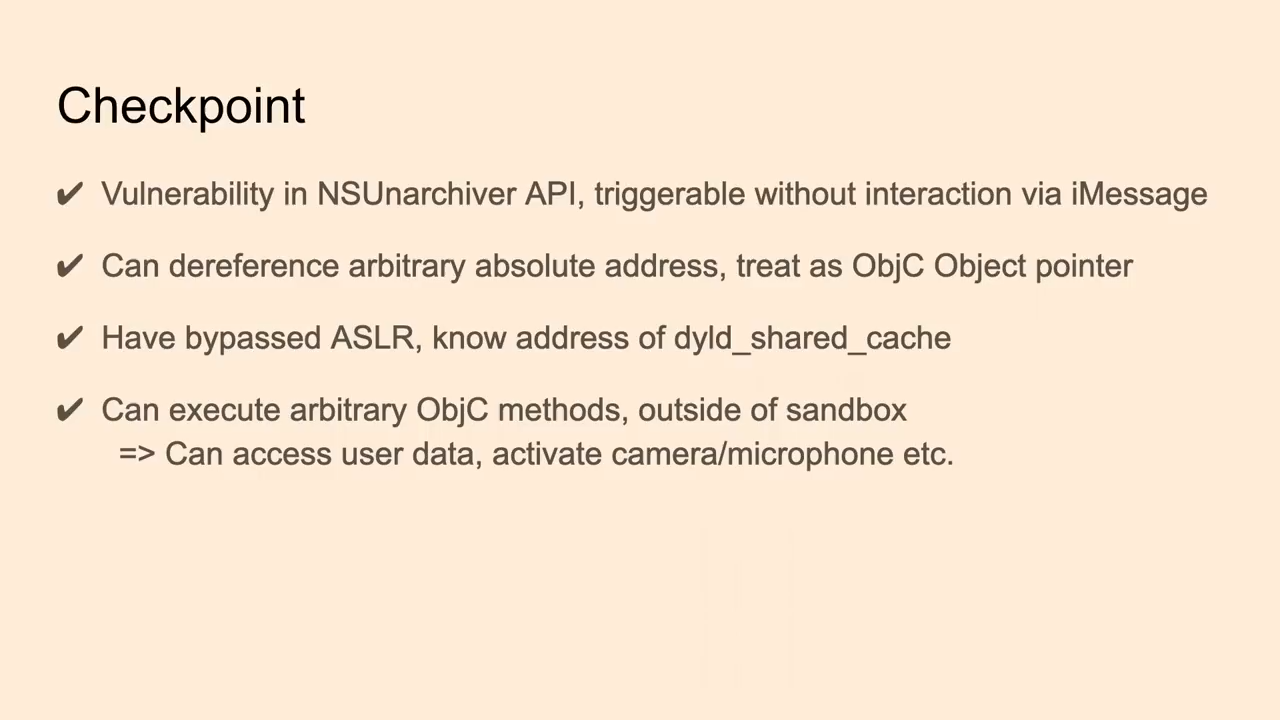 Checkpoint
✔ Vulnerability in NSUnarchiver API, triggerable without interaction via iMessage
✔ Can dereference arbitrary absolute address, treat as ObjC Object pointer
✔ Have bypassed ASLR, know address of dyld_shared_cache
✔ Can execute arbitrary ObjC methods, outside of sandbox
=> Can access user data, activate camera/microphone etc.